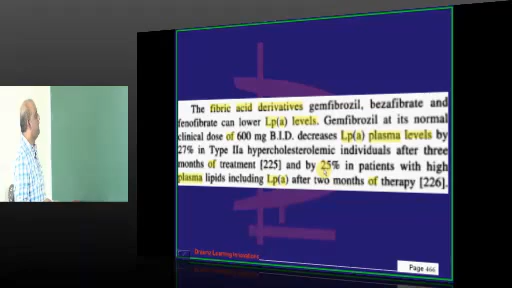 The fibric acid derivatives gemfibrozil, bezafibrate and
fenofibrate can lower Lp(a) levels. Gemfibrozil at its normal
clinical dose of 600 mg B.I.D. decreases Lp(a) plasma levels by
27% in Type IIa hypercholesterolemic individuals after three
months of treatment [225] and by 25% in patients with high
plasma lipids including Lp(a) after two months of therapy [226].
Page 466